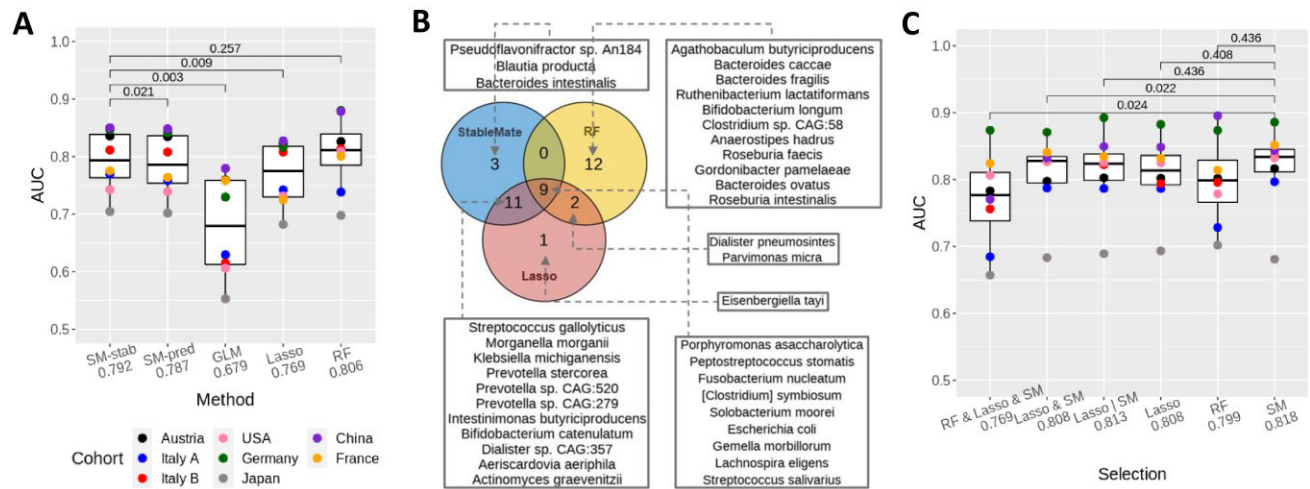 A
1.0
0.9
0.8
0.7
0.6
0.5
AUC
0.257
0.009
0.003
0.021
SM-stab
0.792
SM-pred
0.787
GLM
0.679
Lasso
0.769
RF
0.806
Method
Cohort
Austria
Italy A
Italy B
USA
Germany
Japan
China
France
B
Pseudoflavonifractor sp. An184
Blautia producta
Bacteroides intestinalis
Agathobaculum butyriciproducens
Bacteroides caccae
Bacteroides fragilis
Ruthenibacterium lactatiformans
Bifidobacterium longum
Clostridium sp. CAG:58
Anaerostipes hadrus
Roseburia faecis
Gordonibacter pamelaeae
Bacteroides ovatus
Roseburia intestinalis
StableMate
RF
Lasso
3
0
12
9
11
2
1
Dialister pneumosintes
Parvimonas micra
Eisenbergiella tayi
Streptococcus gallolyticus
Morganella morganii
Klebsiella michiganensis
Prevotella stercorea
Prevotella sp. CAG:520
Prevotella sp. CAG:279
Intestinimonas butyriciproducens
Bifidobacterium catenulatum
Dialister sp. CAG:357
Aeriscardovia aeriphila
Actinomyces graevenitzii
Porphyromonas asaccharolytica
Peptostreptococcus stomatis
Fusobacterium nucleatum
[Clostridium] symbiosum
Solobacterium moorei
Escherichia coli
Gemella morbillorum
Lachnospira eligens
Streptococcus salivarius
C
1.0
0.9
0.8
0.7
0.6
0.5
AUC
0.436
0.408
0.436
0.022
0.024
RF & Lasso & SM
0.769
Lasso & SM
0.808
Lasso | SM
0.813
Lasso
0.808
RF
0.799
SM
0.818
Selection